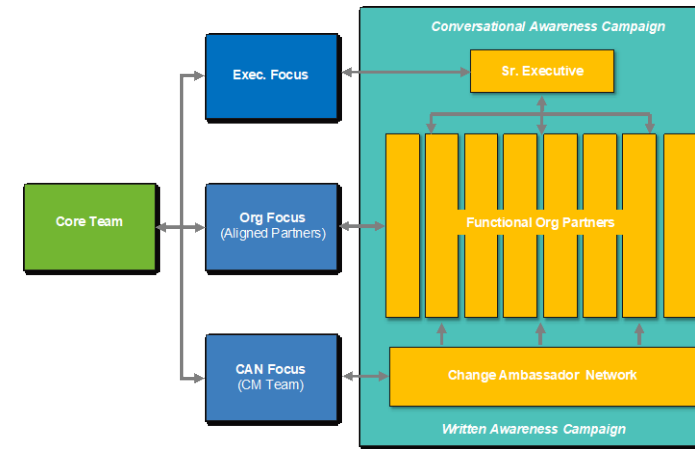 Conversational Awareness Campaign
Exec. Focus
Sr. Executive
Core Team
Org Focus
(Aligned Partners)
Functional Org Partners
CAN Focus
(CM Team)
Change Ambassador Network
Written Awareness Campaign